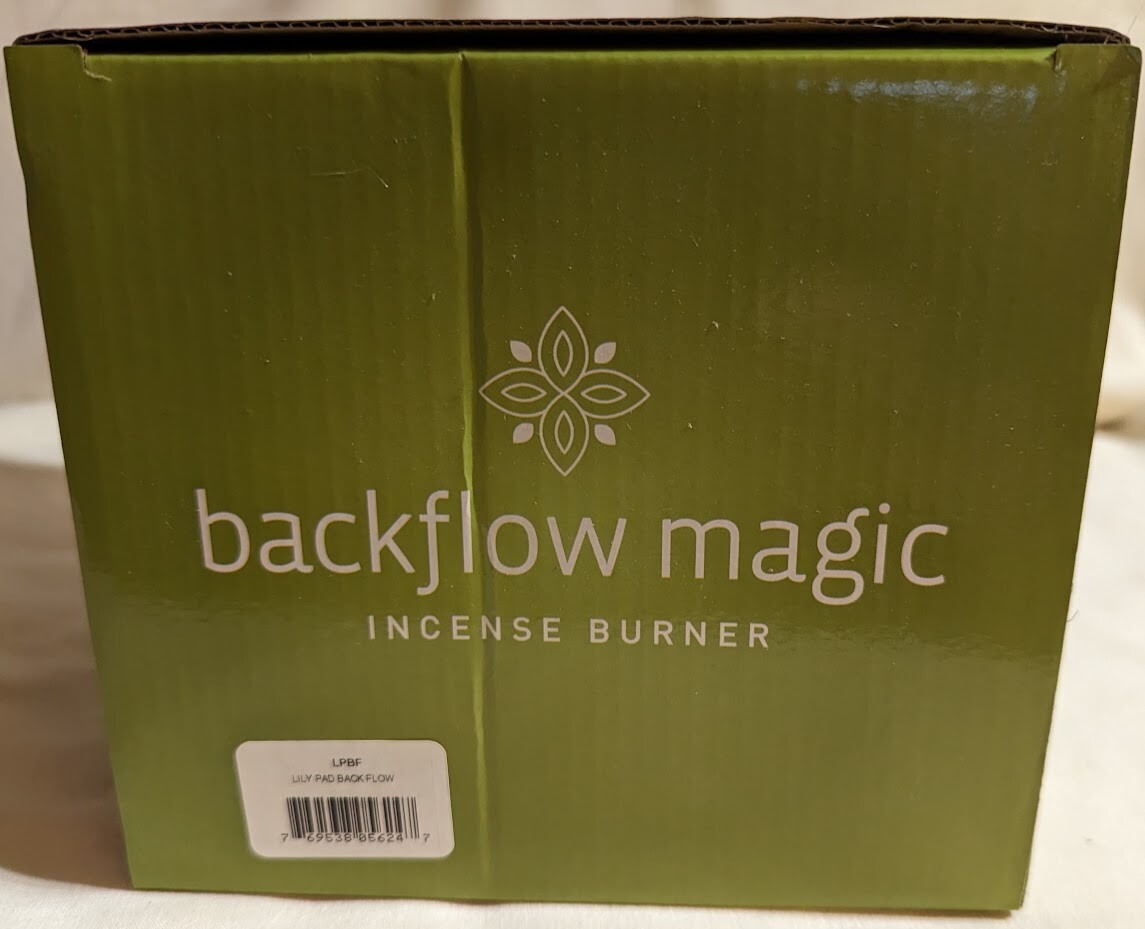 backflow magic
INCENSE BURNER
LPBF
LILY PAD BACK FLOW
7 69538 05624 7